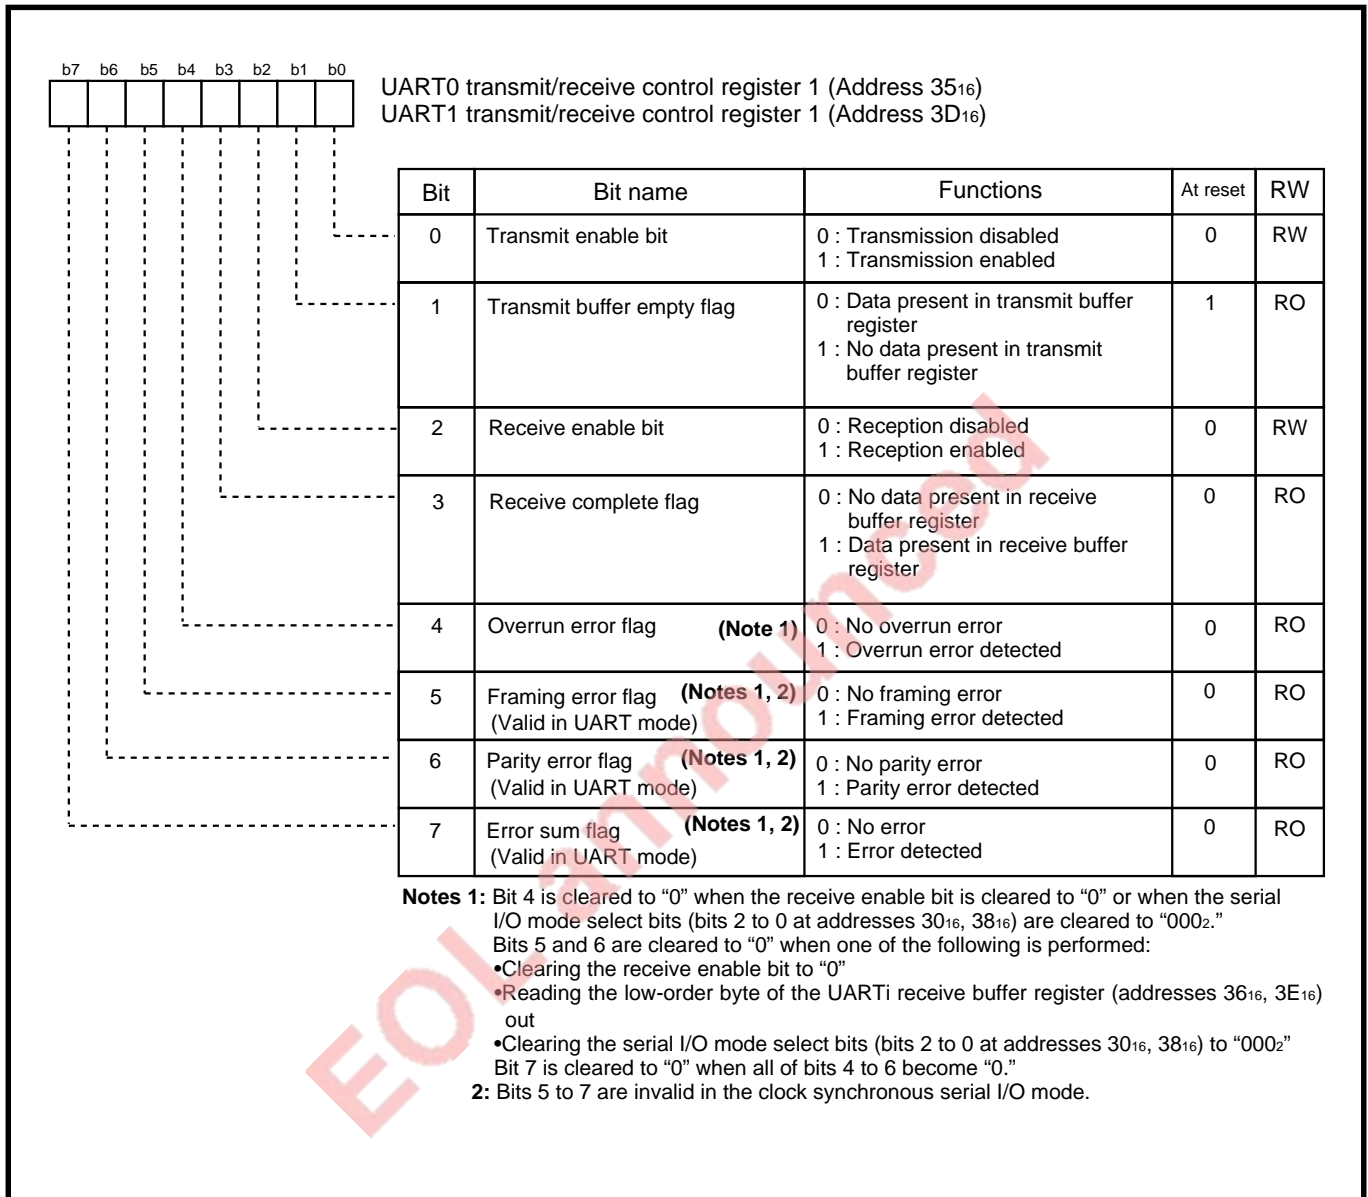 b7 b6 b5 b4 b3 b2 b1 b0
UART0 transmit/receive control register 1 (Address 3516)
UART1 transmit/receive control register 1 (Address 3D16)
Bit Bit name Functions At reset RW
0 Transmit enable bit 0 : Transmission disabled 0 RW
1 : Transmission enabled
1 Transmit buffer empty flag 0 : Data present in transmit buffer 1 RO
register
1 : No data present in transmit
buffer register
2 Receive enable bit 0 : Reception disabled 0 RW
1 : Reception enabled
3 Receive complete flag 0 : No data present in receive 0 RO
buffer register
1 : Data present in receive buffer
register
4 Overrun error flag (Note 1) 0 : No overrun error 0 RO
1 : Overrun error detected
5 Framing error flag (Notes 1, 2) 0 : No framing error 0 RO
(Valid in UART mode) 1 : Framing error detected
6 Parity error flag (Notes 1, 2) 0 : No parity error 0 RO
(Valid in UART mode) 1 : Parity error detected
7 Error sum flag (Notes 1, 2) 0 : No error 0 RO
(Valid in UART mode) 1 : Error detected
Notes 1: Bit 4 is cleared to “0” when the receive enable bit is cleared to “0” or when the serial
I/O mode select bits (bits 2 to 0 at addresses 3016, 3816) are cleared to “0002.”
Bits 5 and 6 are cleared to “0” when one of the following is performed:
•Clearing the receive enable bit to “0”
•Reading the low-order byte of the UARTi receive buffer register (addresses 3616, 3E16)
out
•Clearing the serial I/O mode select bits (bits 2 to 0 at addresses 3016, 3816) to “0002”
Bit 7 is cleared to “0” when all of bits 4 to 6 become “0.”
2: Bits 5 to 7 are invalid in the clock synchronous serial I/O mode.
EOL announced